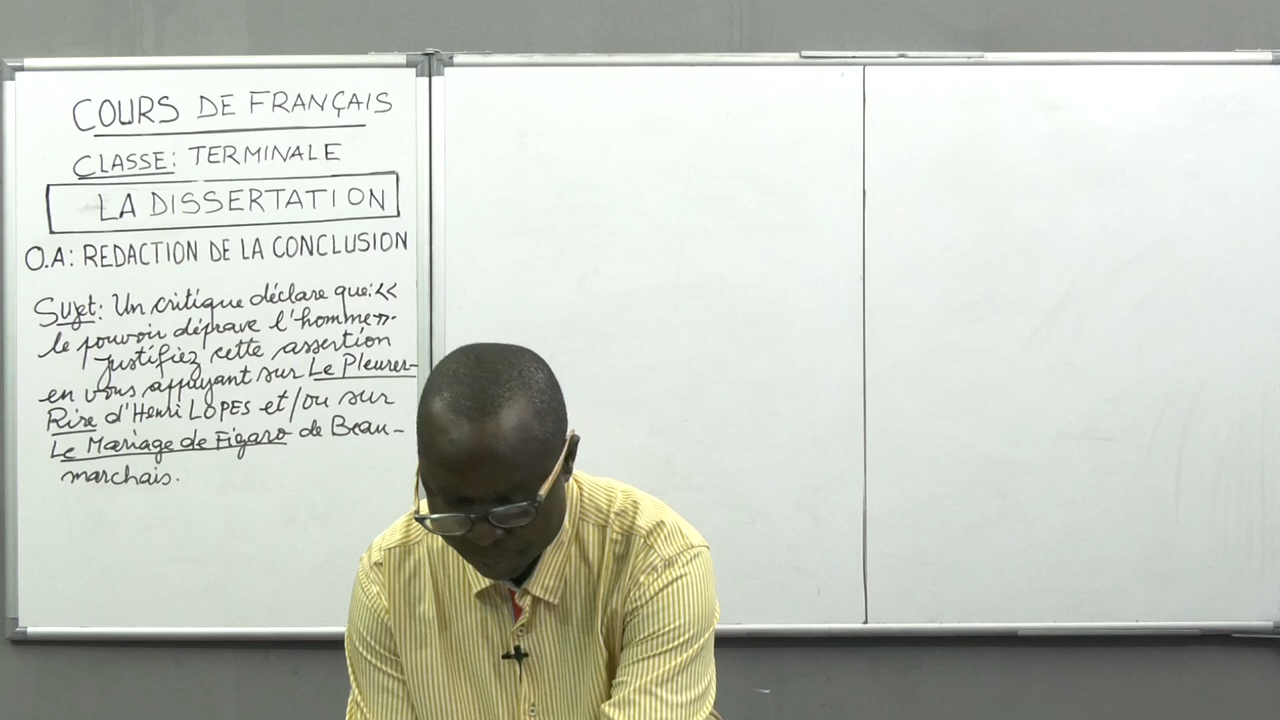 COURS DE FRANÇAIS
CLASSE: TERMINALE
LA DISSERTATION
O.A: REDACTION DE LA CONCLUSION
Sujet: Un critique déclare que: <<
le pouvoir déprave l'homme>>.
Justifiez cette assertion
en vous appuyant sur Le Pleurer-
Rire d'Henri LOPES et/ou sur
Le Mariage de Figaro de Beau-
marchais.